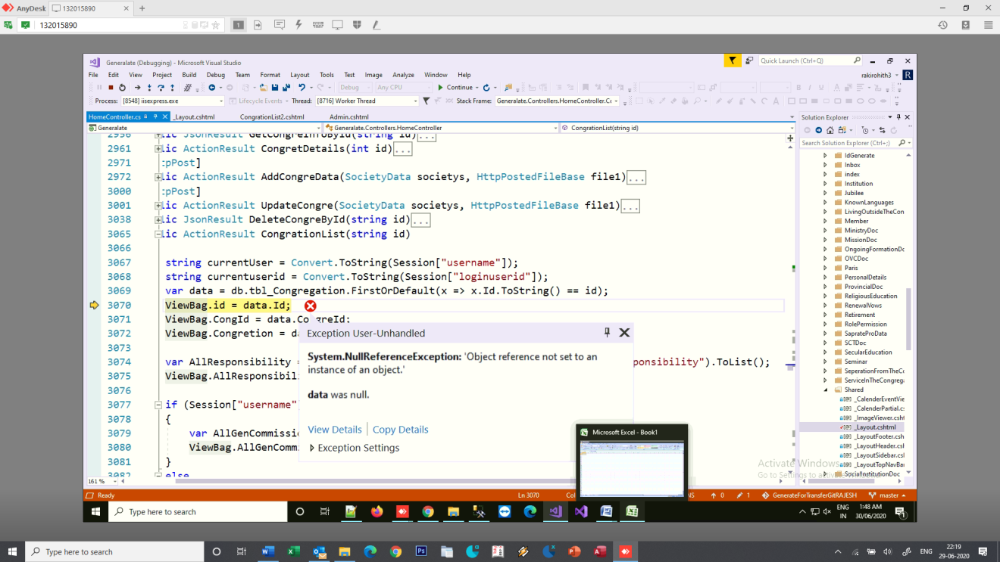 AnyDesk 132015890
132015890 1
Generalate (Debugging) - Microsoft Visual Studio Quick Launch (Ctrl+Q)
File Edit View Project Build Debug Team Format Layout Tools Test Image Analyze Window Help rakirohith3 R
Debug Any CPU Continue
Process: [8548] iisexpress.exe Lifecycle Events Thread: [8716] Worker Thread Stack Frame: Generalate.Controllers.HomeController.C
HomeController.cs _Layout.cshtml CongrationList2.cshtml Admin.cshtml Solution Explorer
Generalate Generalate.Controllers.HomeController CongrationList(string id)
Search Solution Explorer (Ctrl+;)
2961 lic ActionResult CongretDetails(int id)...
2971 :pPost]
2972 lic ActionResult AddCongreData(SocietyData societys, HttpPostedFileBase file1)...
3000 :pPost]
3001 lic ActionResult UpdateCongre(SocietyData societys, HttpPostedFileBase file1)...
3038 lic JsonResult DeleteCongreById(string id)...
3065 lic ActionResult CongrationList(string id)
3066
3067 string currentUser = Convert.ToString(Session["username"]);
3068 string currentuserid = Convert.ToString(Session["loginuserid"]);
3069 var data = db.tbl_Congregation.FirstOrDefault(x => x.Id.ToString() == id);
3070 ViewBag.id = data.Id;
3071 ViewBag.CongId = data.CongreId;
3072 ViewBag.Congretion = da
3073
3074 var AllResponsibility = ponsibility").ToList();
3075 ViewBag.AllResponsibil
3076
3077 if (Session["username"
3078 {
3079 var AllGenCommissi
3080 ViewBag.AllGenComm
3081 }
3082 else
Exception User-Unhandled
System.NullReferenceException: 'Object reference not set to an
instance of an object.'
data was null.
View Details Copy Details
Exception Settings
Microsoft Excel - Book1
IdGenerate
Inbox
index
Institution
Jubilee
KnownLanguages
LivingOutsideTheCon
Member
MinistryDoc
MissionDoc
OngoingFormationDc
OVCDoc
Paris
PersonalDetails
ProvincialDoc
ReligiousEducation
RenewalVows
Retirement
RolePermission
SaprateProData
SCTDoc
SecularEducation
Seminar
SeperationFromTheCc
ServiceInTheCongrega
Shared
_CalenderEventVie
_CalenderPartial.cs
_ImageViewer.csht
_Layout.cshtml
_LayoutFooter.csh
_LayoutHeader.csl
_LayoutSidebar.csl
_LayoutTopNavBar
SocialInstitutionDoc
Activate Windows
Go to Settings to activ
161 %
Ready Ln 3070 Col NS 0 1 GenerateForTransferGitRAJESH master
Type here to search ENG IN 1:48 AM 30/06/2020 1
Type here to search ENG 22:19 29-06-2020